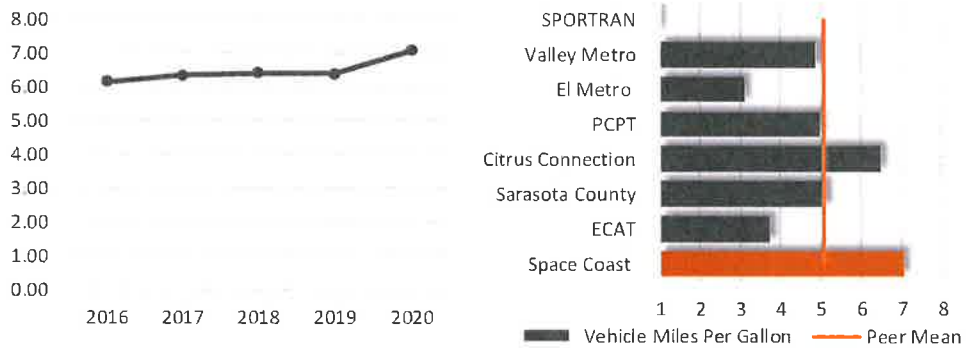 8.00
7.00
6.00
5.00
4.00
3.00
2.00
1.00
0.00
2016 2017 2018 2019 2020
SPORTRAN
Valley Metro
El Metro
PCPT
Citrus Connection
Sarasota County
ECAT
Space Coast
1 2 3 4 5 6 7 8
Vehicle Miles Per Gallon Peer Mean